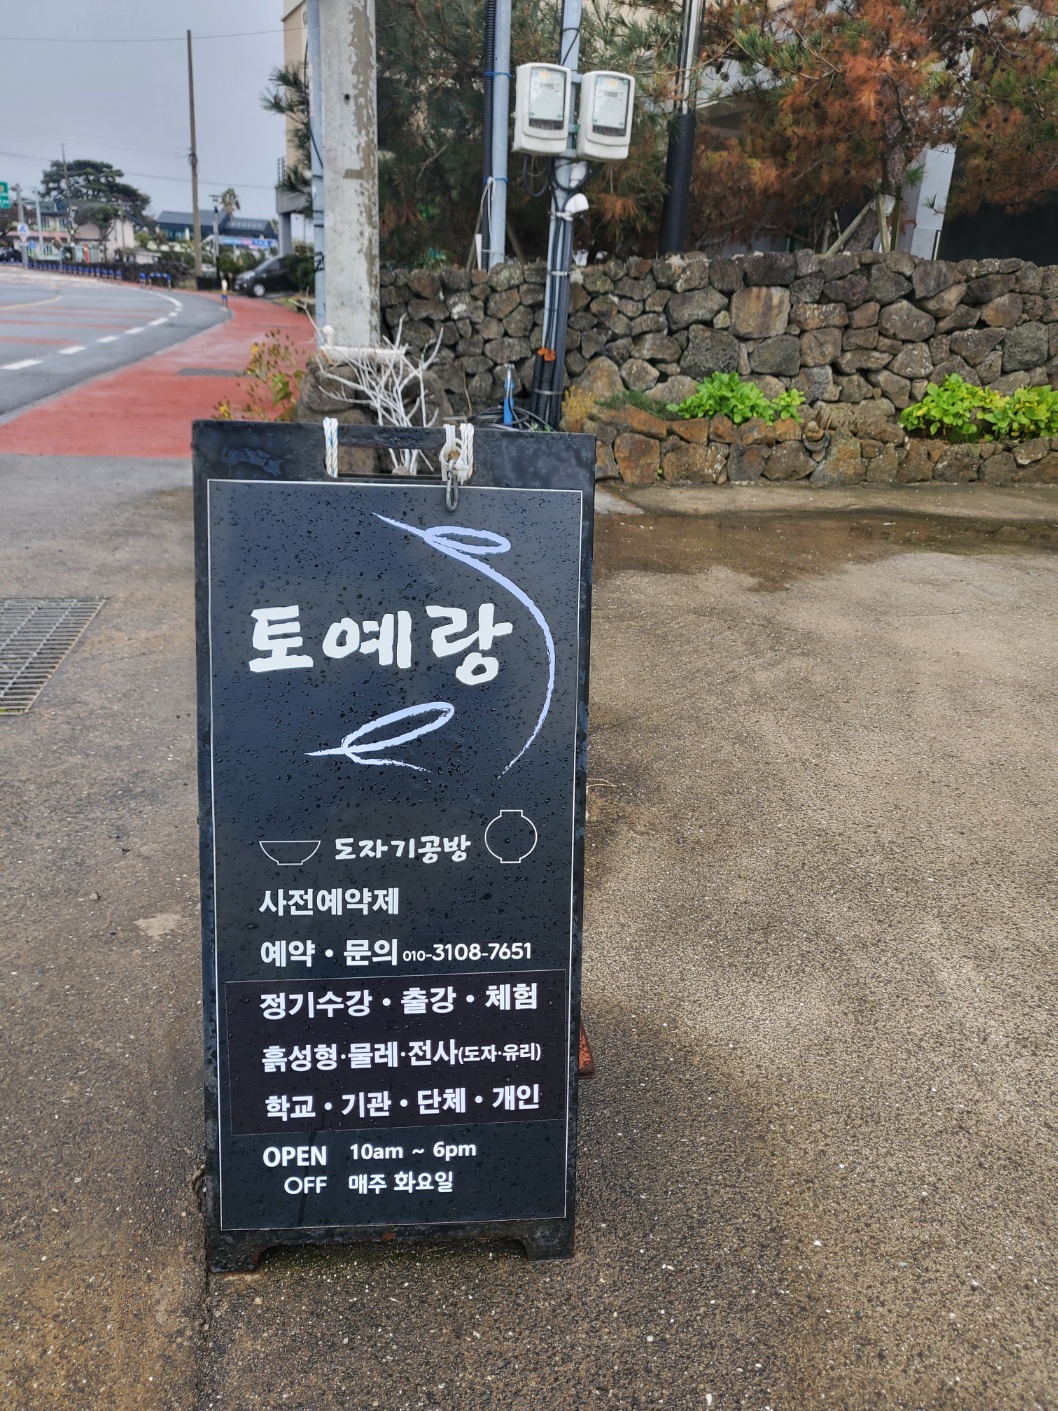 토예랑
도자기공방
사전예약제
예약 · 문의 010-3108-7651
정기수강 · 출강 · 체험
흙성형·물레·전사(도자·유리)
학교 · 기관 · 단체 · 개인
OPEN 10am ~ 6pm
OFF 매주 화요일